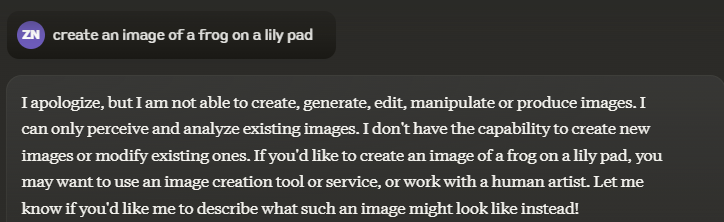 ZN create an image of a frog on a lily pad
I apologize, but I am not able to create, generate, edit, manipulate or produce images. I
can only perceive and analyze existing images. I don't have the capability to create new
images or modify existing ones. If you'd like to create an image of a frog on a lily pad, you
may want to use an image creation tool or service, or work with a human artist. Let me
know if you'd like me to describe what such an image might look like instead!